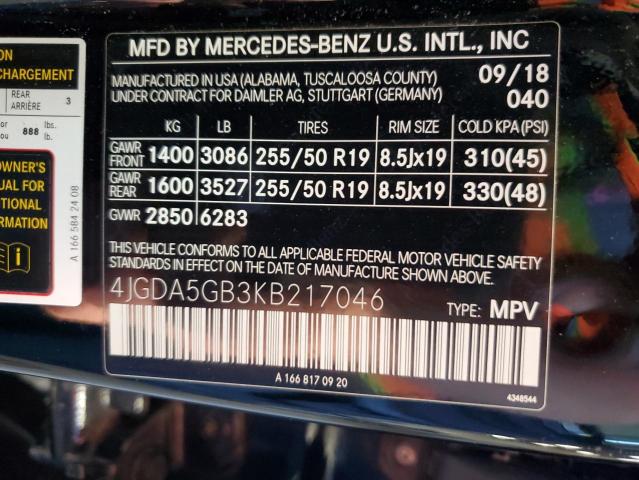 ON
CHARGEMENT
REAR
ARRIÈRE 3
or
ou 888 lbs.
lb.
OWNER'S
UAL FOR
ITIONAL
RMATION
A 166 584 24 08
MFD BY MERCEDES-BENZ U.S. INTL., INC
MANUFACTURED IN USA (ALABAMA, TUSCALOOSA COUNTY) 09/18
UNDER CONTRACT FOR DAIMLER AG, STUTTGART (GERMANY) 040
KG LB TIRES RIM SIZE COLD KPA (PSI)
GAWR FRONT 1400 3086 255/50 R19 8.5Jx19 310(45)
GAWR REAR 1600 3527 255/50 R19 8.5Jx19 330(48)
GVWR 2850 6283
THIS VEHICLE CONFORMS TO ALL APPLICABLE FEDERAL MOTOR VEHICLE SAFETY
STANDARDS IN EFFECT ON THE DATE OF MANUFACTURE SHOWN ABOVE.
4JGDA5GB3KB217046 TYPE: MPV
A 166 817 09 20
4348544